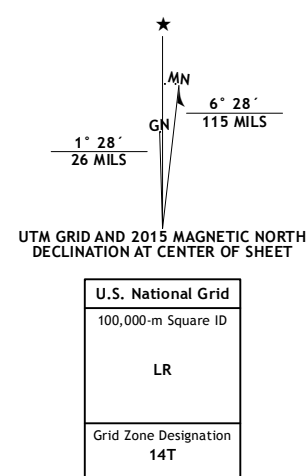 ★
MN
6° 28´
115 MILS
GN
1° 28´
26 MILS
UTM GRID AND 2015 MAGNETIC NORTH
DECLINATION AT CENTER OF SHEET
U.S. National Grid
100,000-m Square ID
LR
Grid Zone Designation
14T